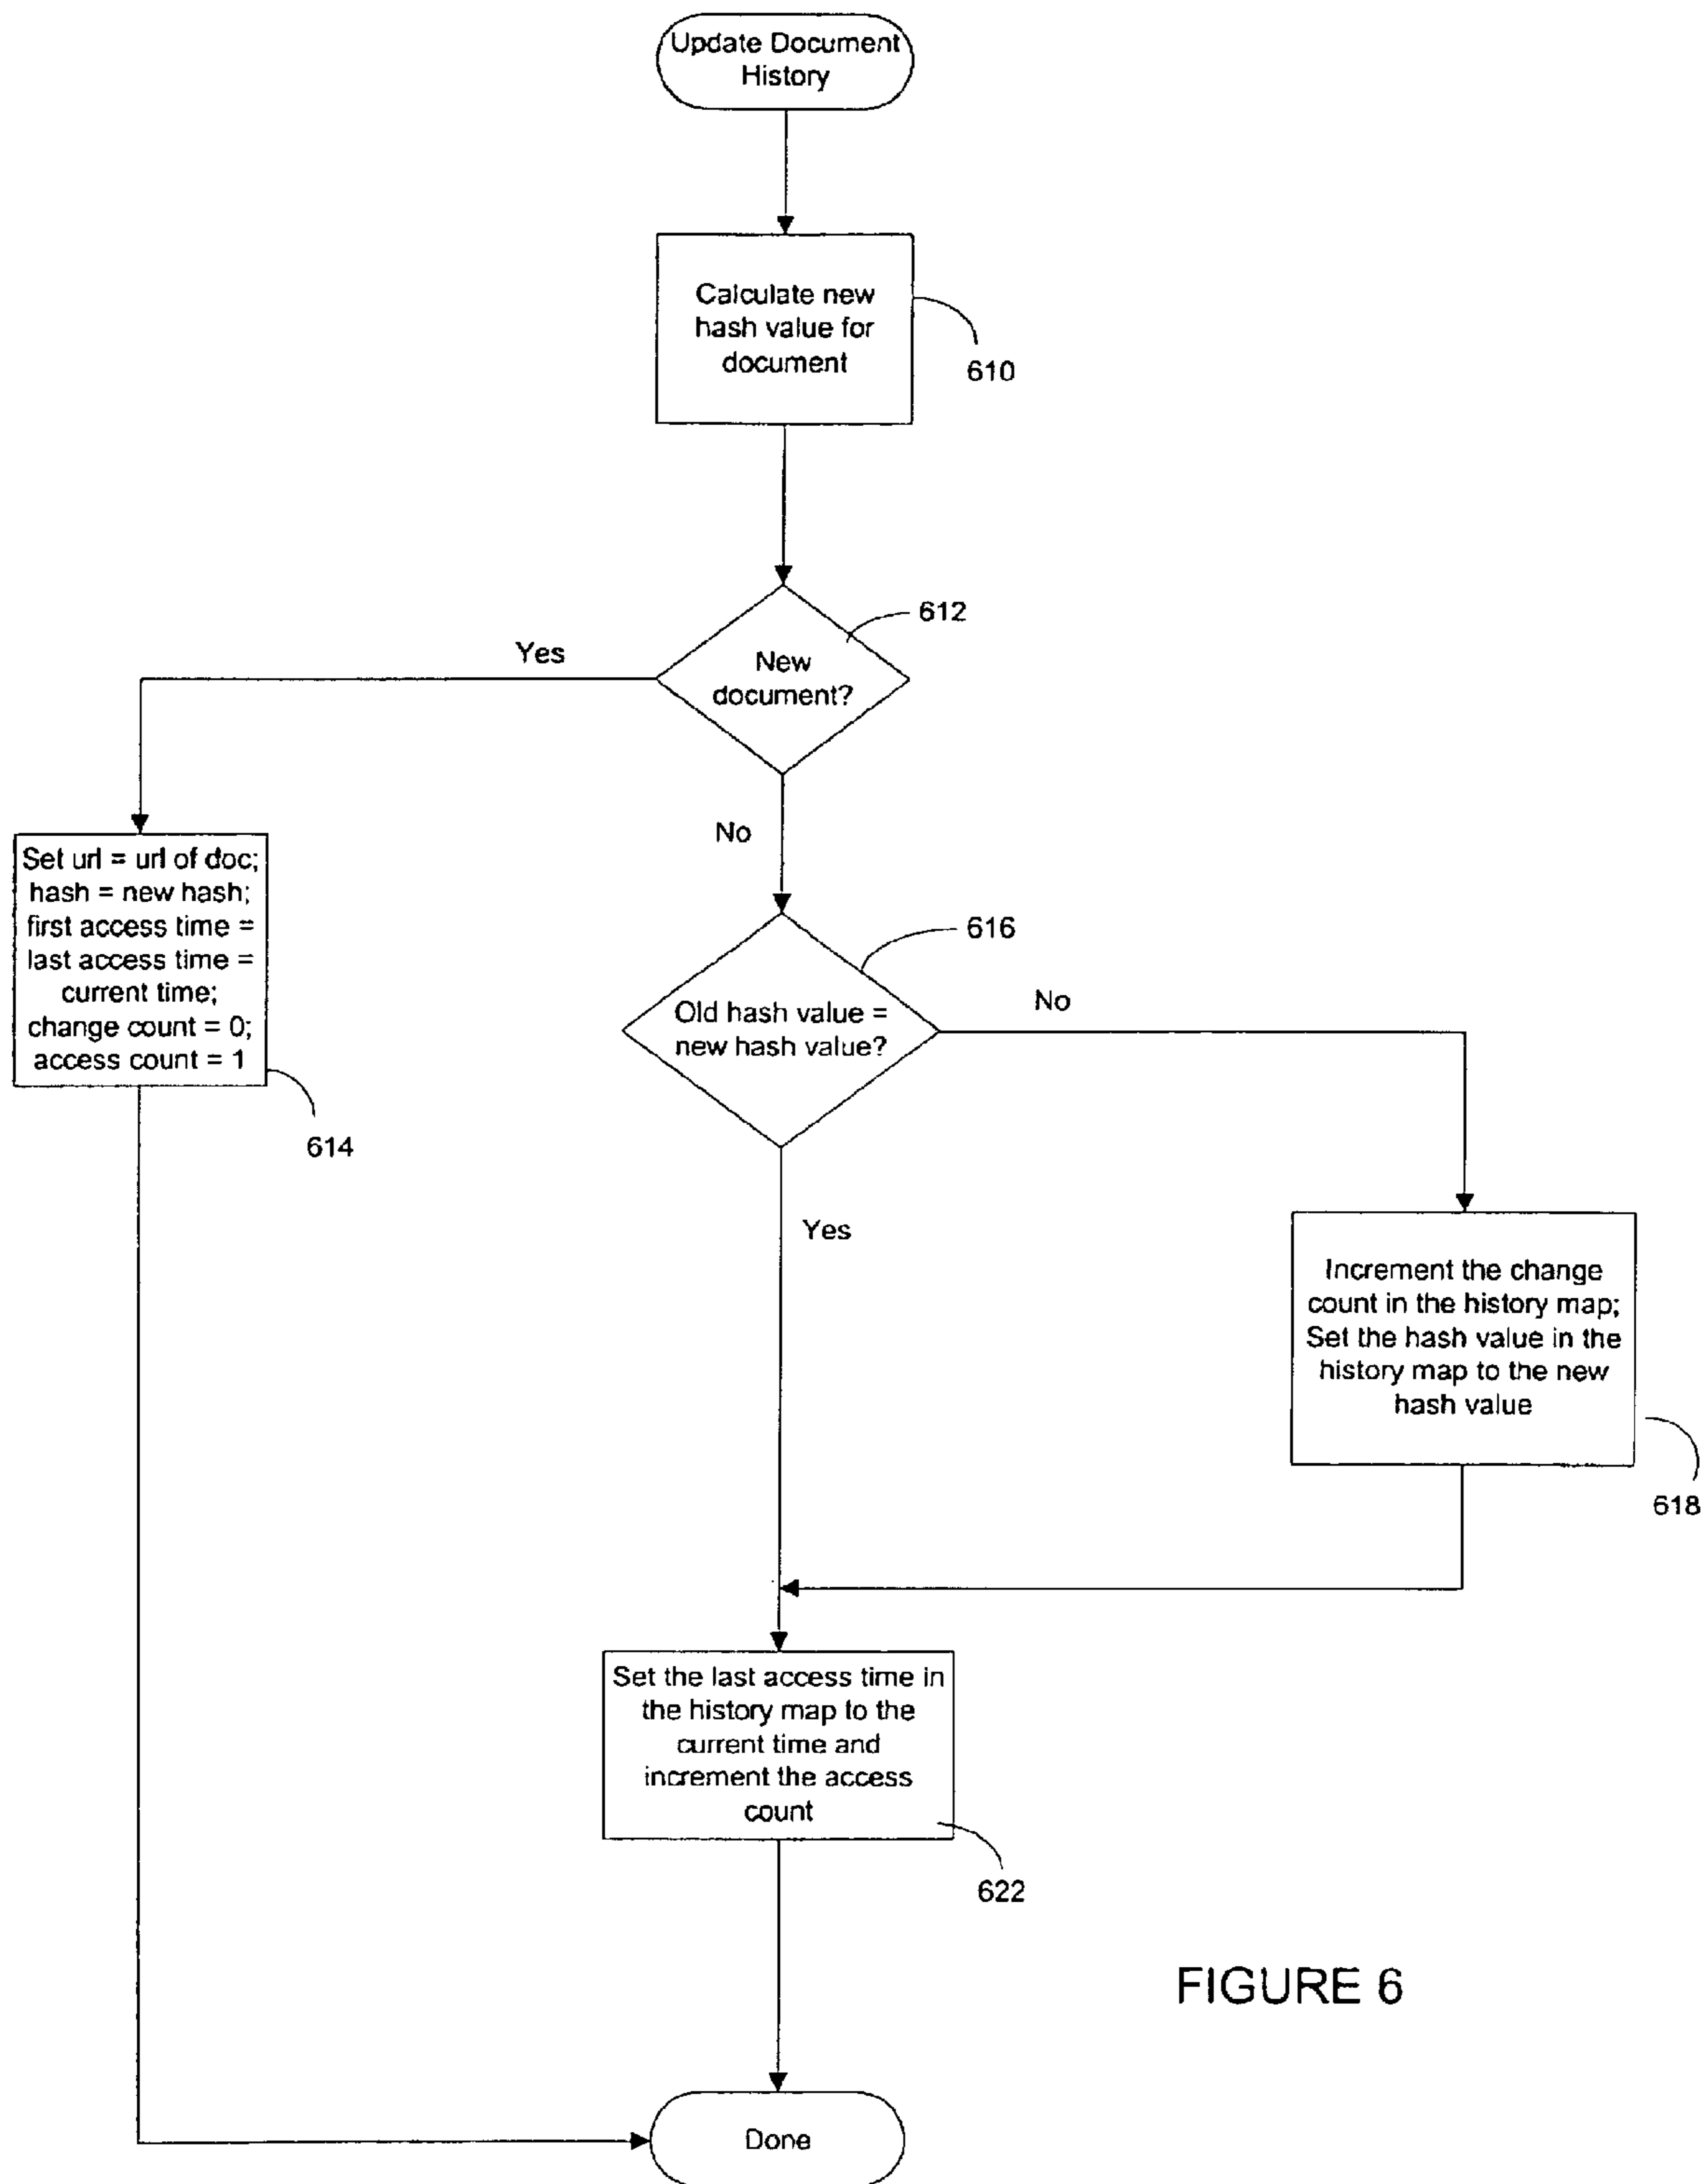 Update Document
History
Calculate new
hash value for
document
610
612
New
document?
Yes
No
Set url = url of doc;
hash = new hash;
first access time =
last access time =
current time;
change count = 0;
access count = 1
614
616
Old hash value =
new hash value?
No
Yes
Increment the change
count in the history map;
Set the hash value in the
history map to the new
hash value
618
Set the last access time in
the history map to the
current time and
increment the access
count
622
FIGURE 6
Done